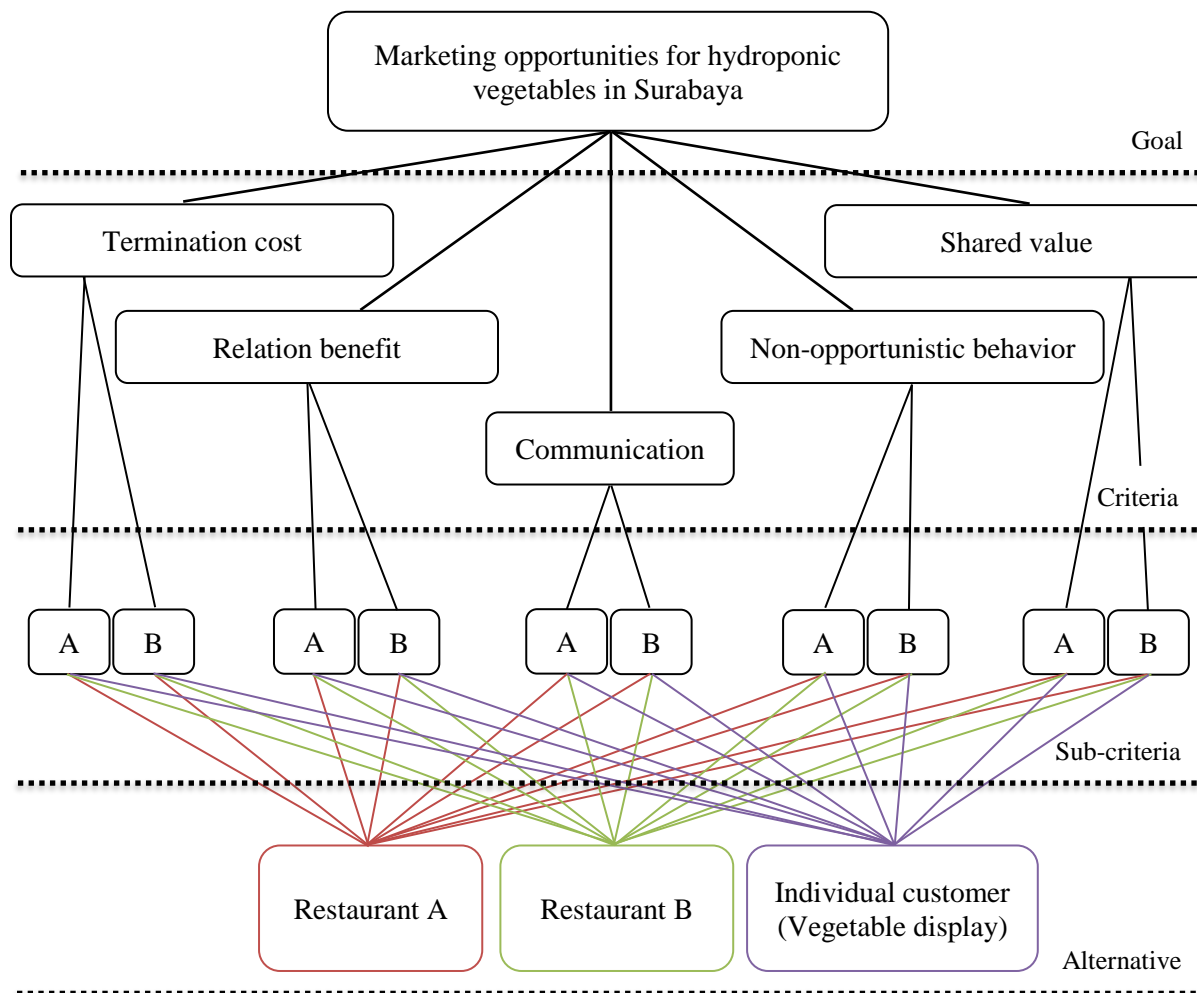 Marketing opportunities for hydroponic
vegetables in Surabaya
Goal
Termination cost
Shared value
Relation benefit
Non-opportunistic behavior
Communication
Criteria
A
B
A
B
A
B
A
B
A
B
Sub-criteria
Restaurant A
Restaurant B
Individual customer
(Vegetable display)
Alternative